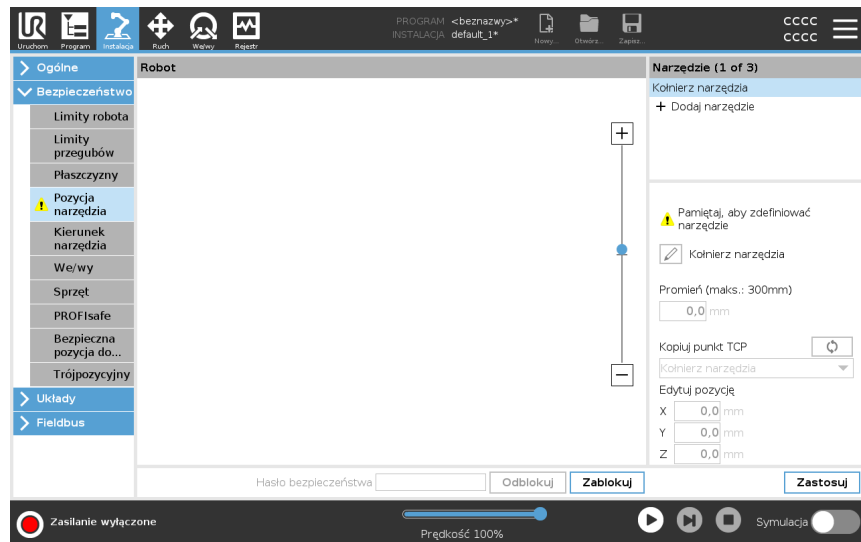 PROGRAM <beznazwy>*
INSTALACJA default_1*
cccc
cccc
Uruchom Program Instalacja Ruch We/wy Rejestr
Nowy... Otwórz... Zapisz...
Ogólne
Bezpieczeństwo
Limity robota
Limity
przegubów
Płaszczyzny
Pozycja
narzędzia
Kierunek
narzędzia
We/wy
Sprzęt
PROFIsafe
Bezpieczna
pozycja do...
Trójpozycyjny
Układy
Fieldbus
Robot
Narzędzie (1 of 3)
Kołnierz narzędzia
+ Dodaj narzędzie
Pamiętaj, aby zdefiniować
narzędzie
Kołnierz narzędzia
Promień (maks.: 300mm)
0,0 mm
Kopiuj punkt TCP
Kołnierz narzędzia
Edytuj pozycję
X 0,0 mm
Y 0,0 mm
Z 0,0 mm
Hasło bezpieczeństwa Odblokuj Zablokuj Zastosuj
Zasilanie wyłączone
Prędkość 100%
Symulacja